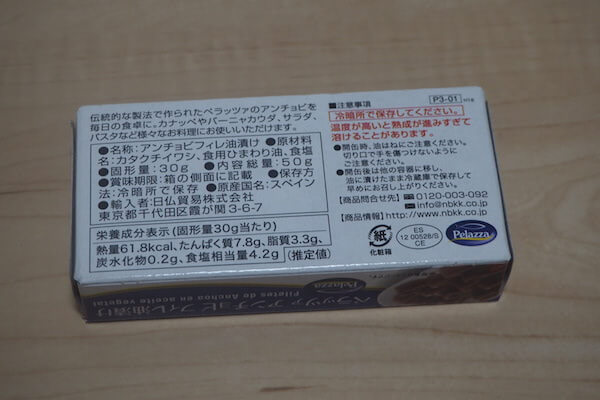 伝統的な製法で作られたペラッツァのアンチョビを
毎日の食卓に。カナッペやバーニャカウダ、サラダ、
パスタなど様々なお料理にお使いいただけます。
●名称:アンチョビフィレ油漬け ●原材料
名:カタクチイワシ、食用ひまわり油、食塩
●固形量:30g ●内容総量:50g
●賞味期限:箱の側面に記載 ●保存方
法:冷暗所で保存 ●原産国名:スペイン
●輸入者:日仏貿易株式会社
東京都千代田区霞が関3-6-7
栄養成分表示(固形量30g当たり)
熱量61.8kcal、たんぱく質7.8g、脂質3.3g、
炭水化物0.2g、食塩相当量4.2g(推定値)
■注意事項
P3-01
冷暗所で保存してください。
温度が高いと熟成が進みすぎて
溶けることがあります。
●開缶時、油はねにご注意ください。
切り口で手を傷つけないように
ご注意ください。
●開缶後は他の容器に移し、
油に漬けたまま冷蔵庫で保存して
早めにお召し上がりください。
【商品問合せ先】 0120-003-092
info@nbkk.co.jp
【商品情報】http://www.nbkk.co.jp
紙
化粧箱
ES
12 00528/S
CE
Pelazza
Pelazza
ペラッツァ アンチョビ フィレ油漬け
Filetes de Anchoa en aceite vegetal